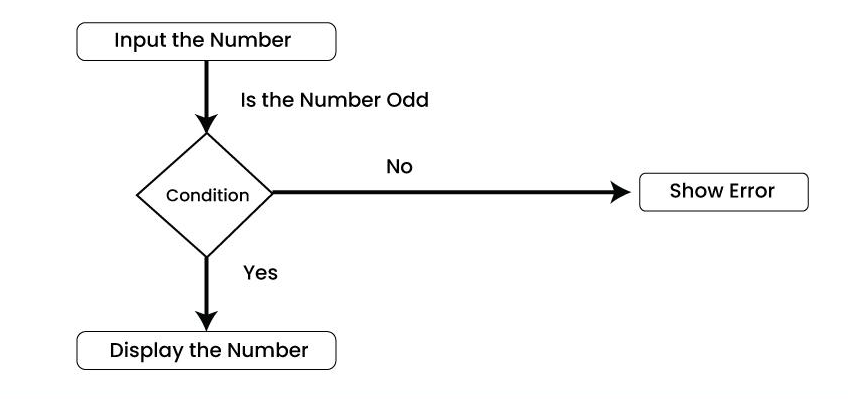 Input the Number
Is the Number Odd
No
Condition
Show Error
Yes
Display the Number